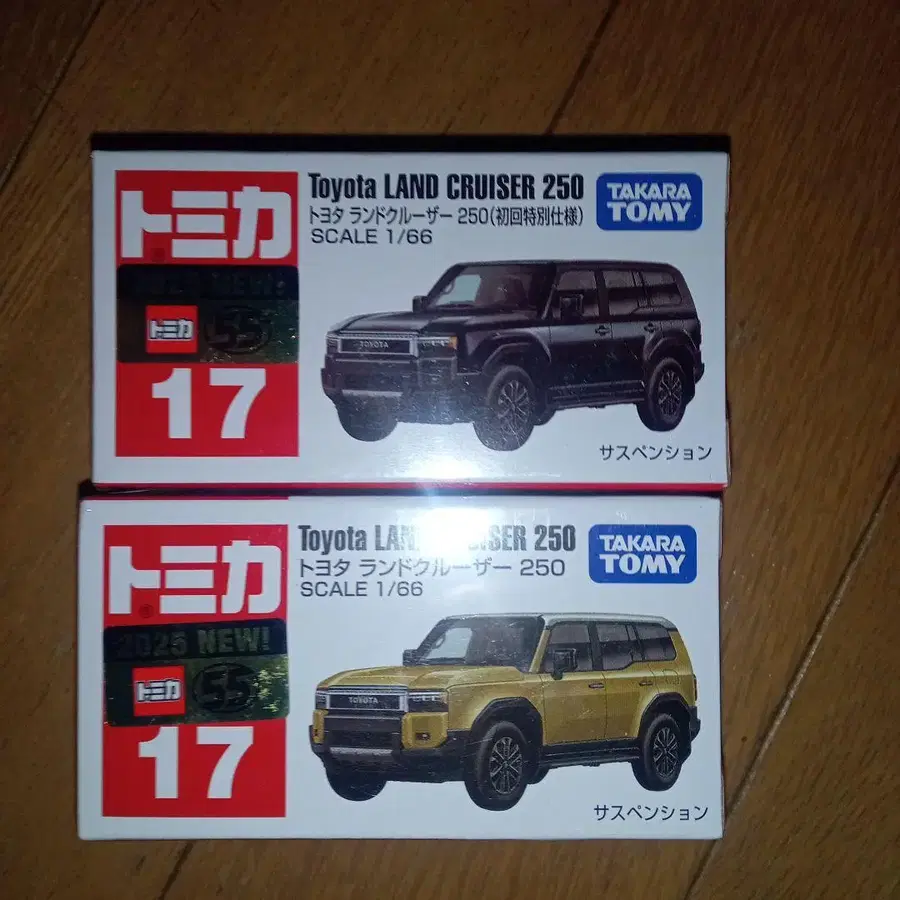 Toyota LAND CRUISER 250
トヨタ ランドクルーザー 250(初回特別仕様)
SCALE 1/66
TAKARA
TOMY
トミカ
NEW!
トミカ 55
17
TOYOTA
サスペンション
Toyota LAND CRUISER 250
トヨタ ランドクルーザー 250
SCALE 1/66
TAKARA
TOMY
トミカ
2025 NEW!
トミカ 55
17
TOYOTA
サスペンション